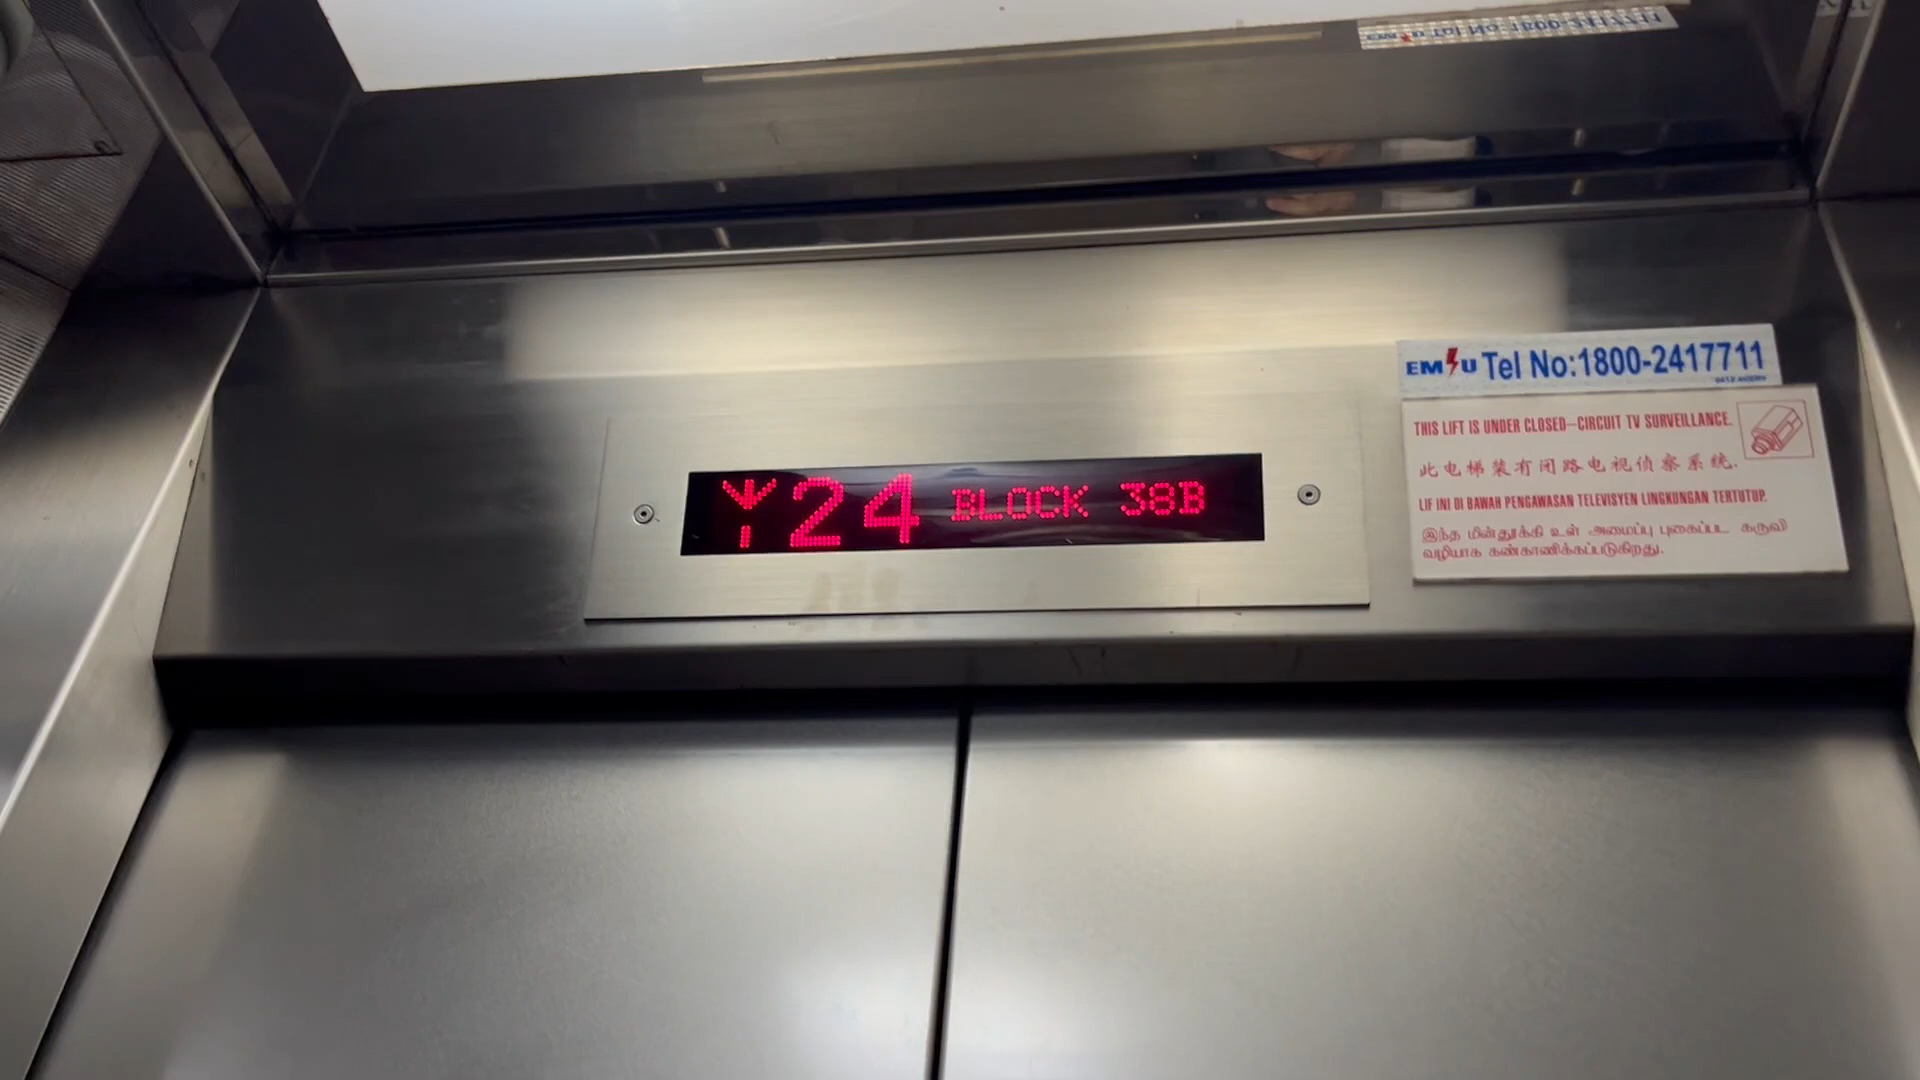 EMSU Tel No:1800-2417711
THIS LIFT IS UNDER CLOSED-CIRCUIT TV SURVEILLANCE.
此电梯装有闭路电视侦察系统.
LIF INI DI BAWAH PENGAWASAN TELEVISYEN LINGKUNGAN TERTUTUP.
இந்த மின்தூக்கி உள் அமைப்பு புகைப்பட கருவி
வழியாக கண்காணிக்கப்படுகிறது.
24 BLOCK 38B